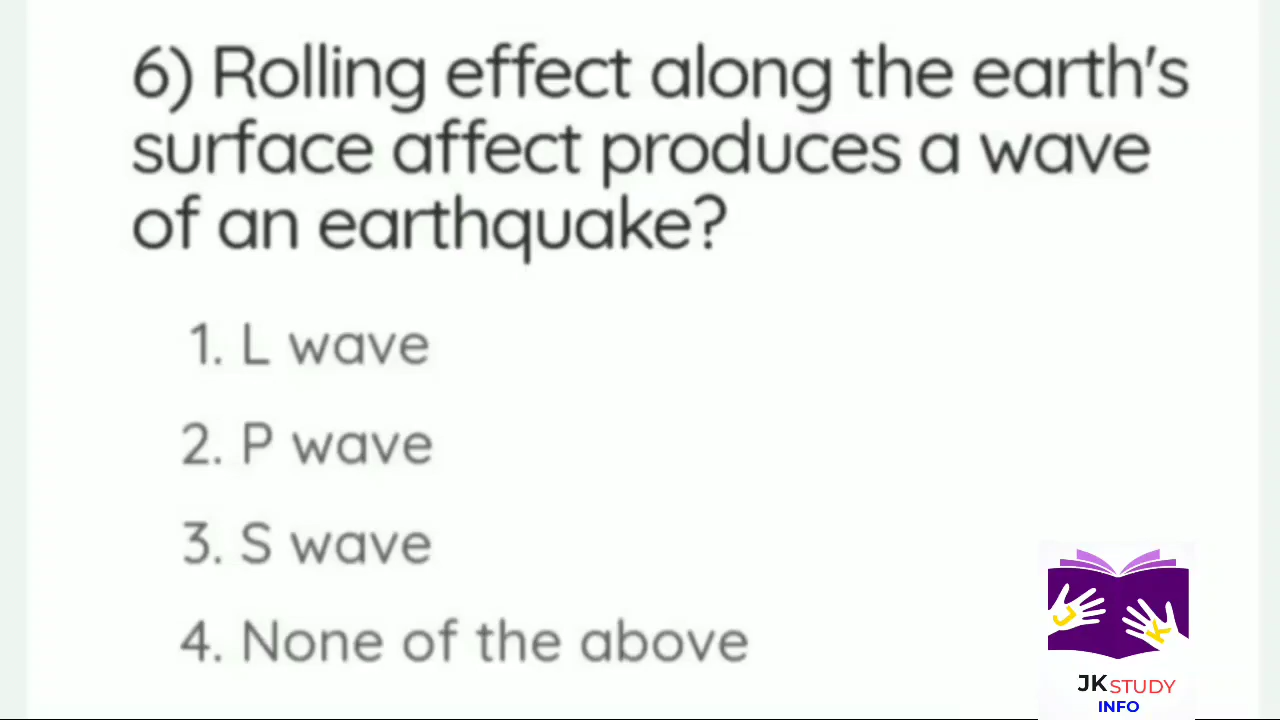 6) Rolling effect along the earth's
surface affect produces a wave
of an earthquake?
1. L wave
2. P wave
3. S wave
4. None of the above
J K
JK STUDY
INFO